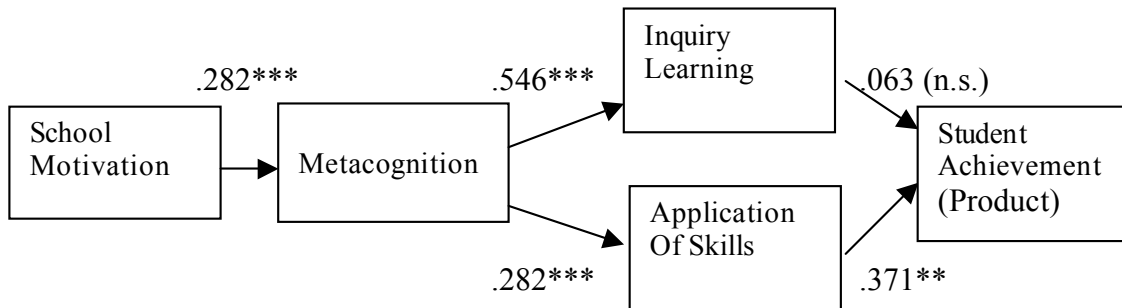 Inquiry
Learning
.282***
.546***
.063 (n.s.)
School
Motivation
Metacognition
Student
Achievement
(Product)
Application
Of Skills
.282***
.371**